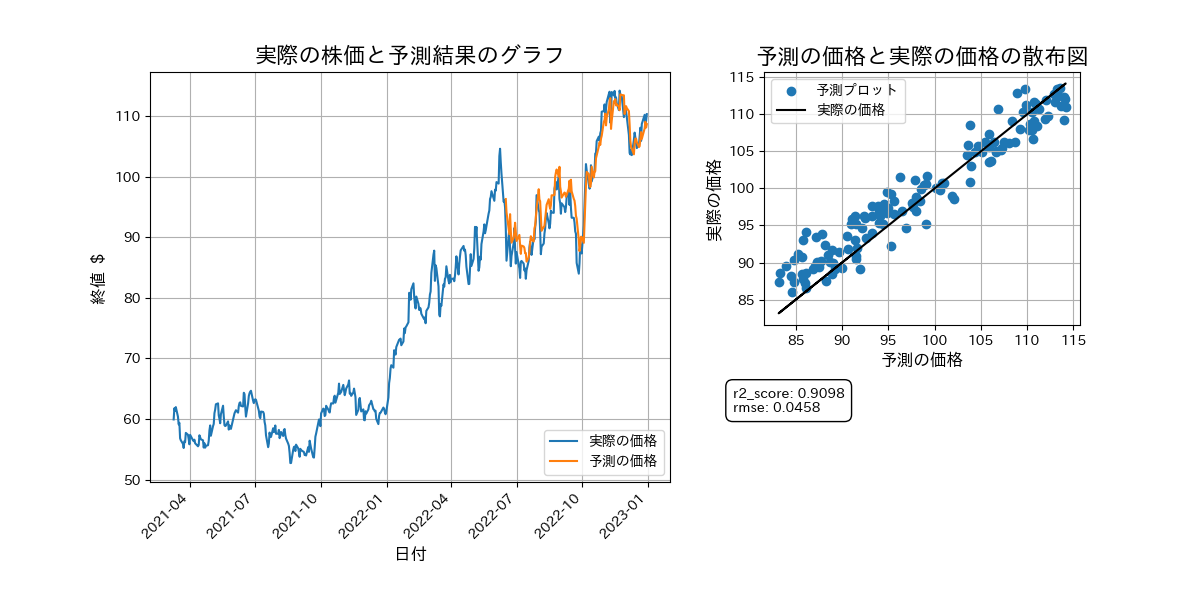 実際の株価と予測結果のグラフ
終値 $
110
100
90
80
70
60
50
実際の価格
予測の価格
2021-04
2021-07
2021-10
2022-01
2022-04
2022-07
2022-10
2023-01
日付
予測の価格と実際の価格の散布図
実際の価格
115
110
105
100
95
90
85
予測プロット
実際の価格
85
90
95
100
105
110
115
予測の価格
r2_score: 0.9098
rmse: 0.0458